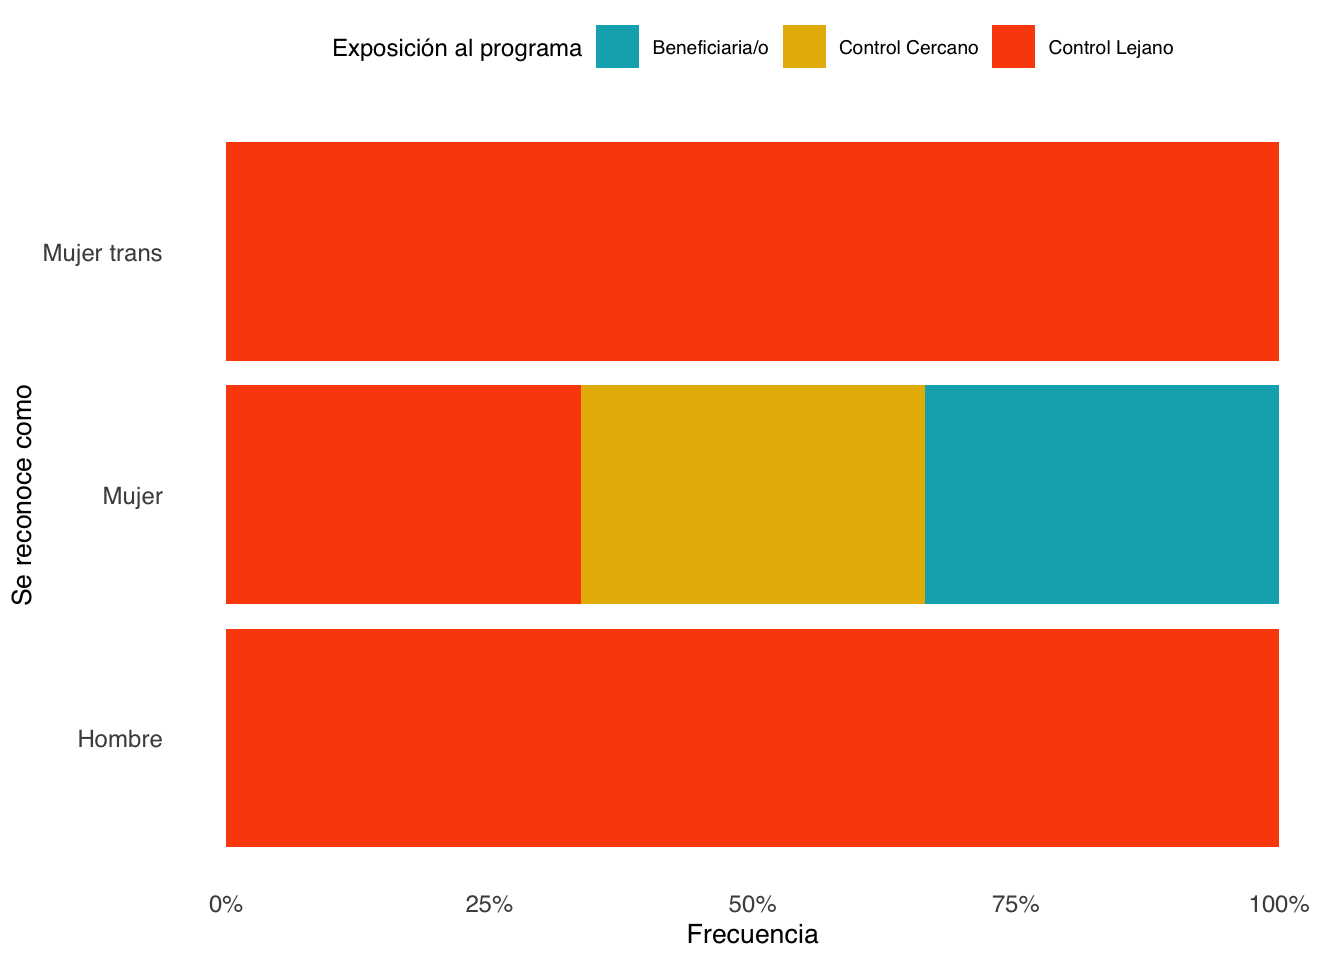 Exposición al programa Beneficiaria/o Control Cercano Control Lejano
Mujer trans
Mujer
Hombre
Se reconoce como
0% 25% 50% 75% 100%
Frecuencia